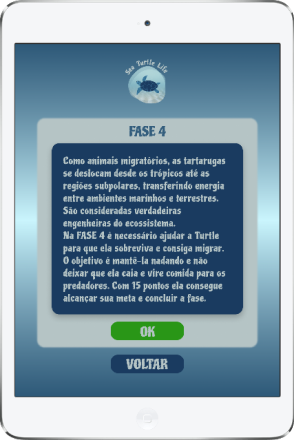 Sea Turtle Life
FASE 4
Como animais migratórios, as tartarugas
se deslocam desde os trópicos até as
regiões subpolares, transferindo energia
entre ambientes marinhos e terrestres.
São consideradas verdadeiras
engenheiras do ecossistema.
Na FASE 4 é necessário ajudar a Turtle
para que ela sobreviva e consiga migrar.
O objetivo é mantê-la nadando e não
deixar que ela caia e vire comida para os
predadores. Com 15 pontos ela consegue
alcançar sua meta e concluir a fase.
OK
VOLTAR